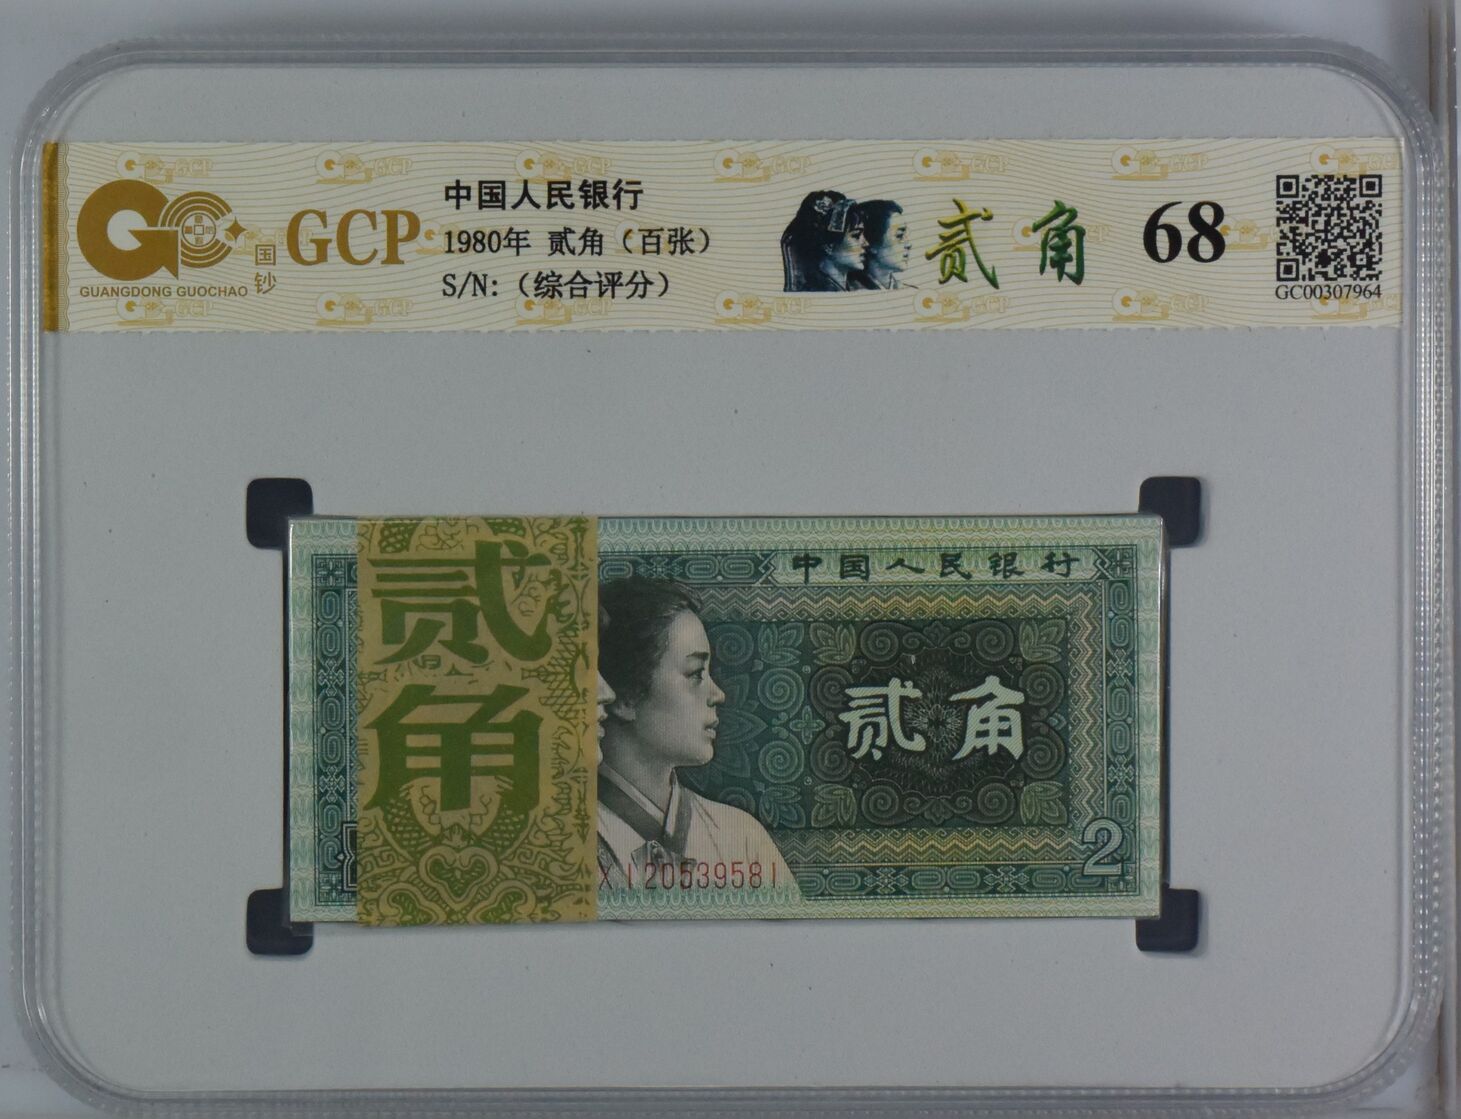 GC
国钞
GUANGDONG GUOCHAO
GCP
中国人民银行
1980年 贰角（百张）
S/N:（综合评分）
贰角
68
GC00307964
贰角
中国人民银行
贰角
X120539581
2